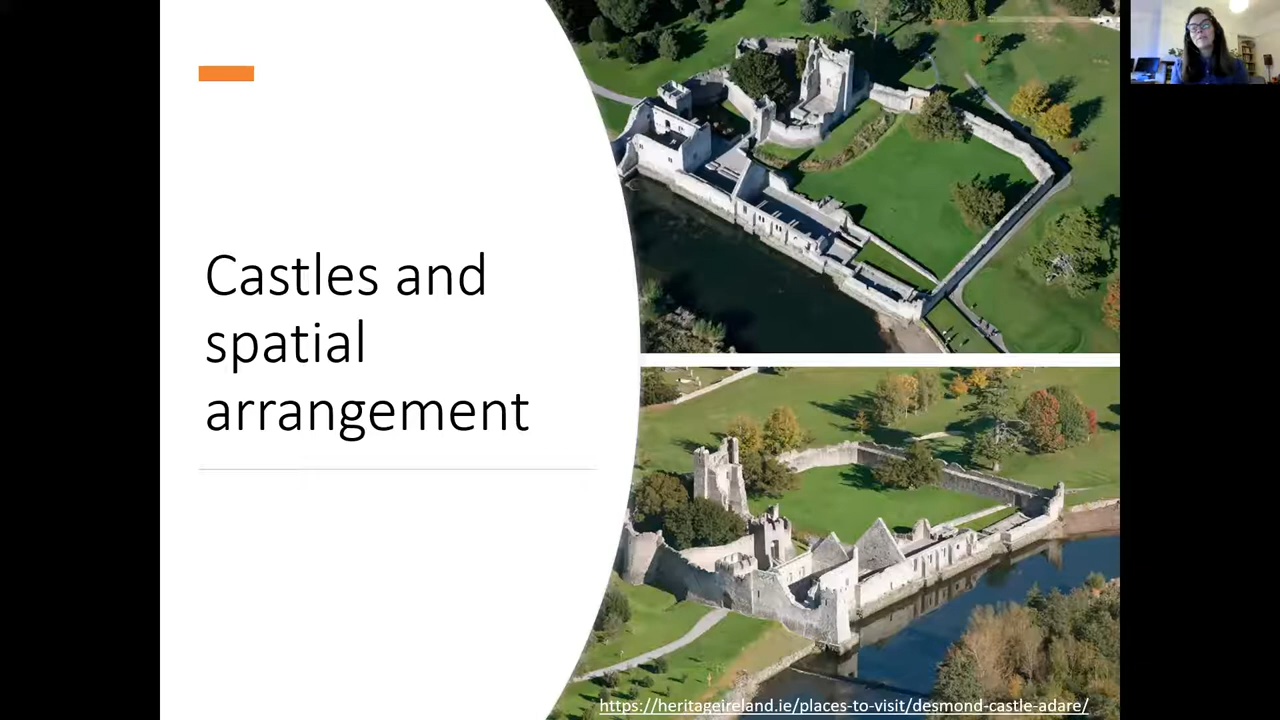 Castles and
spatial
arrangement
https://heritageireland.ie/places-to-visit/desmond-castle-adare/